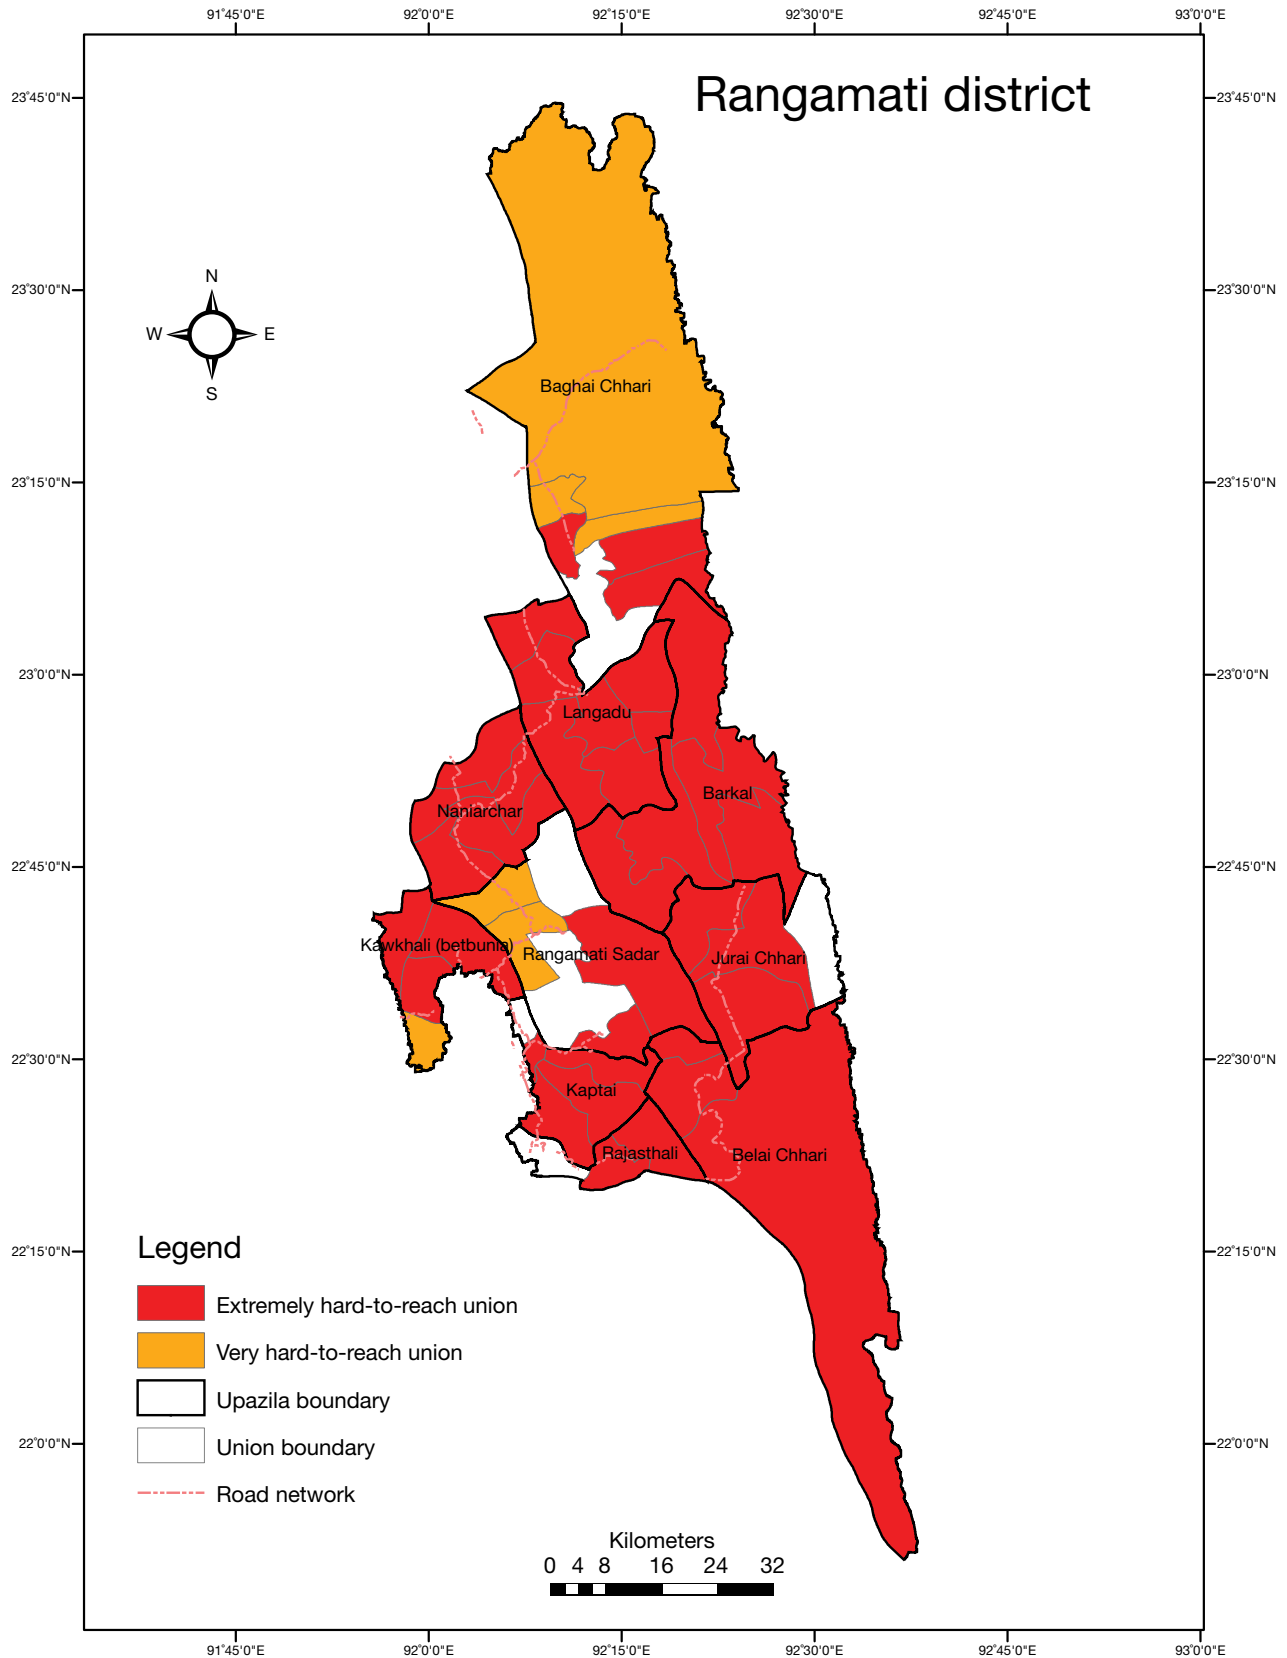 91°45'0"E 92°0'0"E 92°15'0"E 92°30'0"E 92°45'0"E 93°0'0"E
Rangamati district
23°45'0"N 23°45'0"N
N
W E
S
23°30'0"N 23°30'0"N
Baghai Chhari
23°15'0"N 23°15'0"N
23°0'0"N 23°0'0"N
Langadu
Barkal
Naniarchar
22°45'0"N 22°45'0"N
Kawkhali (betbunia)
Rangamati Sadar
Jurai Chhari
22°30'0"N 22°30'0"N
Kaptai
Rajasthali
Belai Chhari
22°15'0"N 22°15'0"N
Legend
Extremely hard-to-reach union
Very hard-to-reach union
Upazila boundary
22°0'0"N 22°0'0"N
Union boundary
Road network
Kilometers
0 4 8 16 24 32
91°45'0"E 92°0'0"E 92°15'0"E 92°30'0"E 92°45'0"E 93°0'0"E